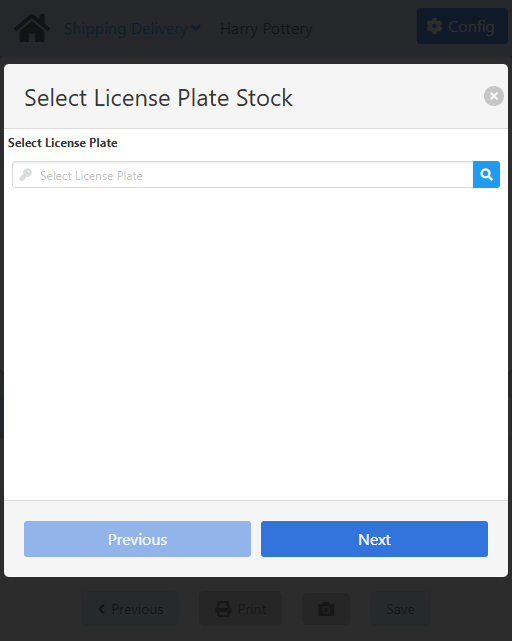 Shipping Delivery Harry Pottery Config
Select License Plate Stock
Select License Plate
Select License Plate
Previous Next
Previous Print Save